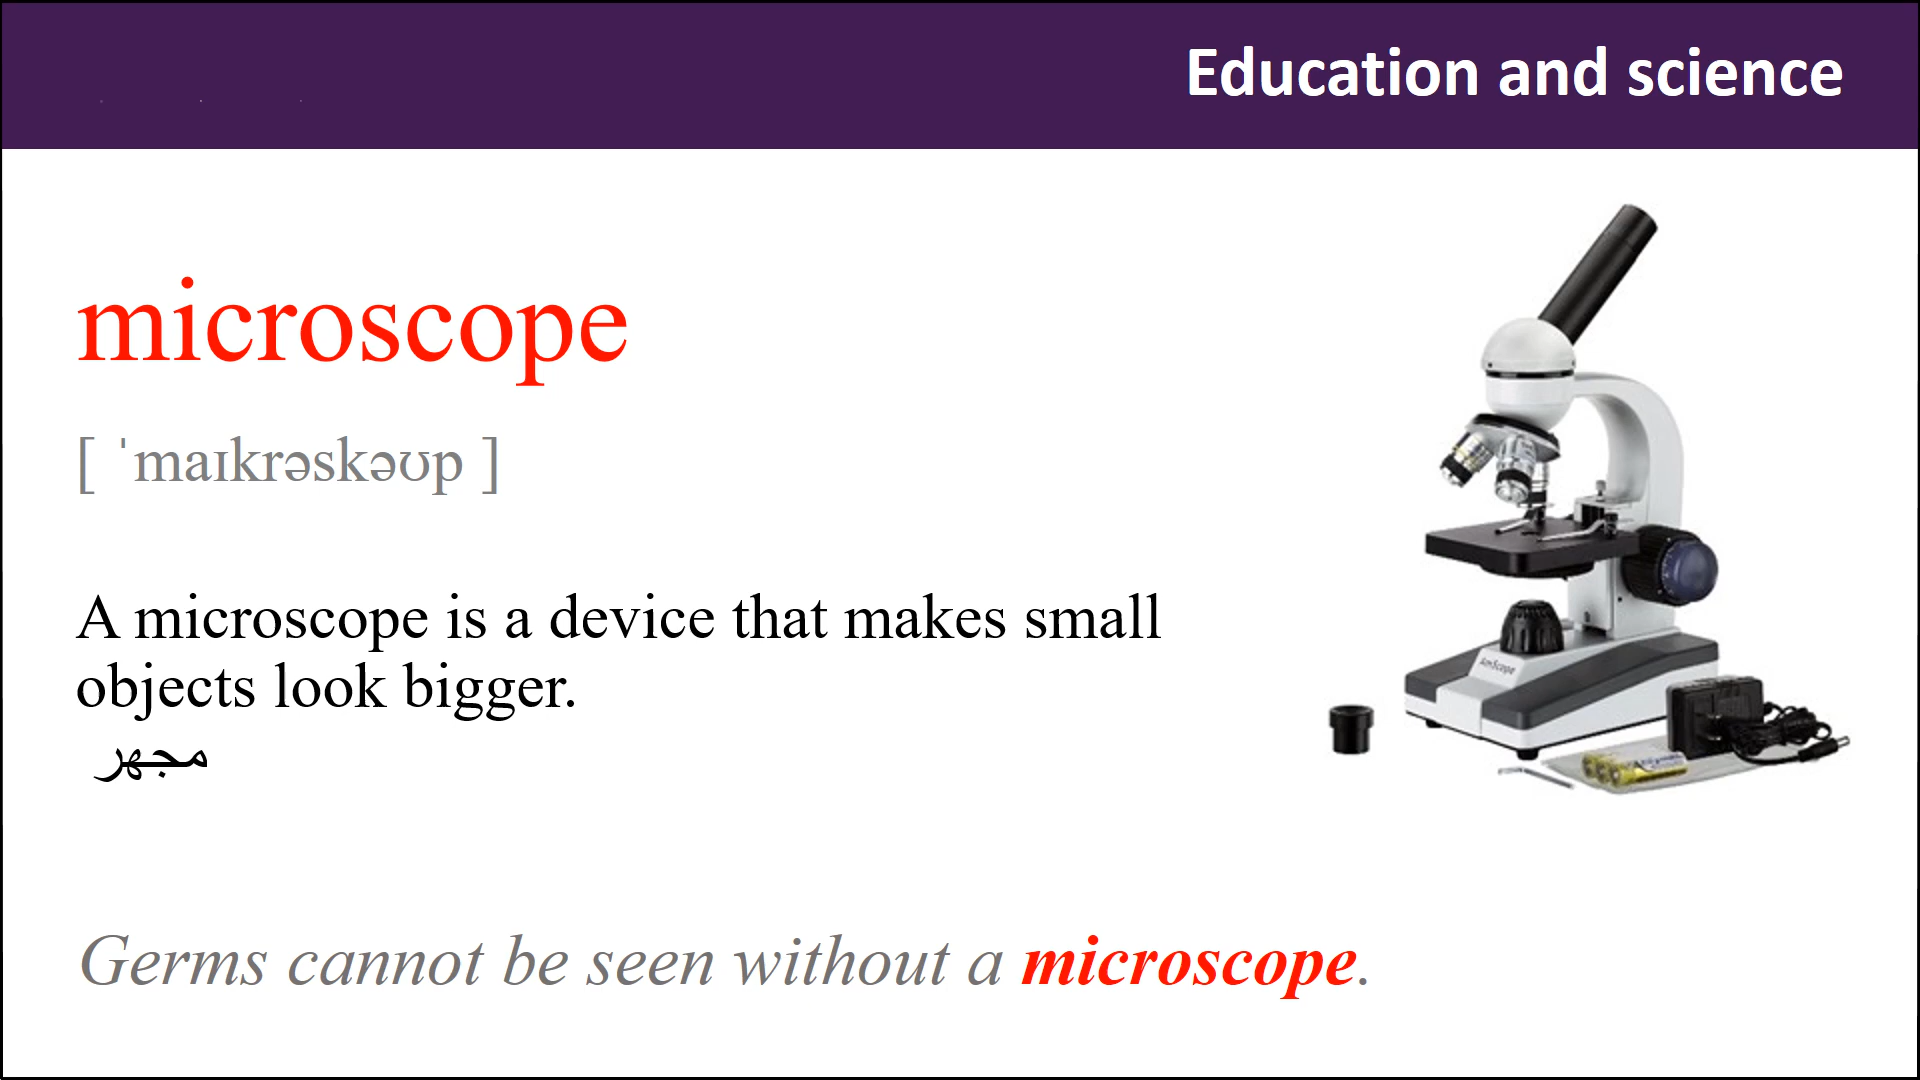 Education and science
microscope
[ ˈmaɪkrəskəʊp ]
A microscope is a device that makes small
objects look bigger.
مجهر
AmScope
Germs cannot be seen without a microscope.